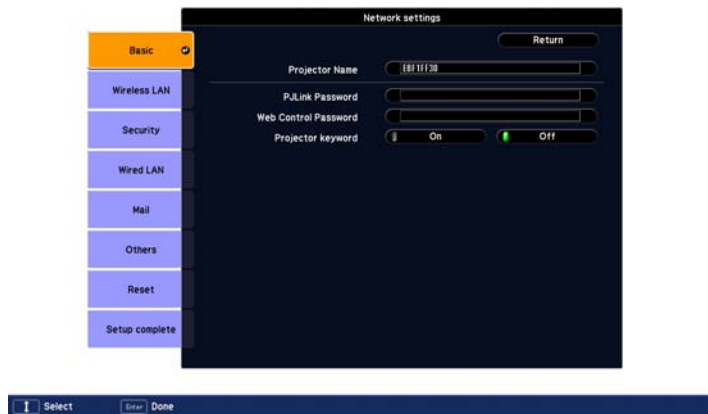 Network settings
Return
Basic
Projector Name EBF1FF30
Wireless LAN
PJLink Password
Web Control Password
Security
Projector keyword On Off
Wired LAN
Mail
Others
Reset
Setup complete
Select Enter Done